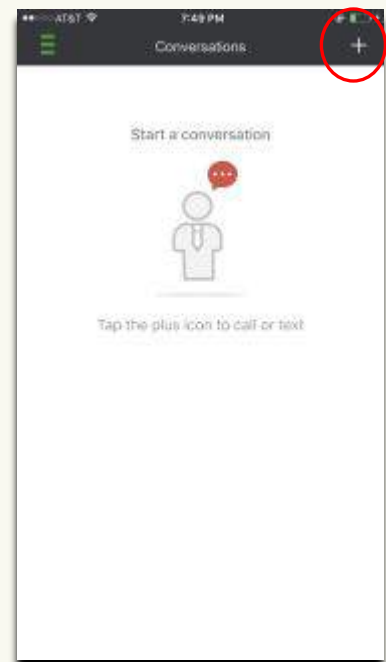 AT&T 7:49 PM
Conversations +
Start a conversation
Tap the plus icon to call or text